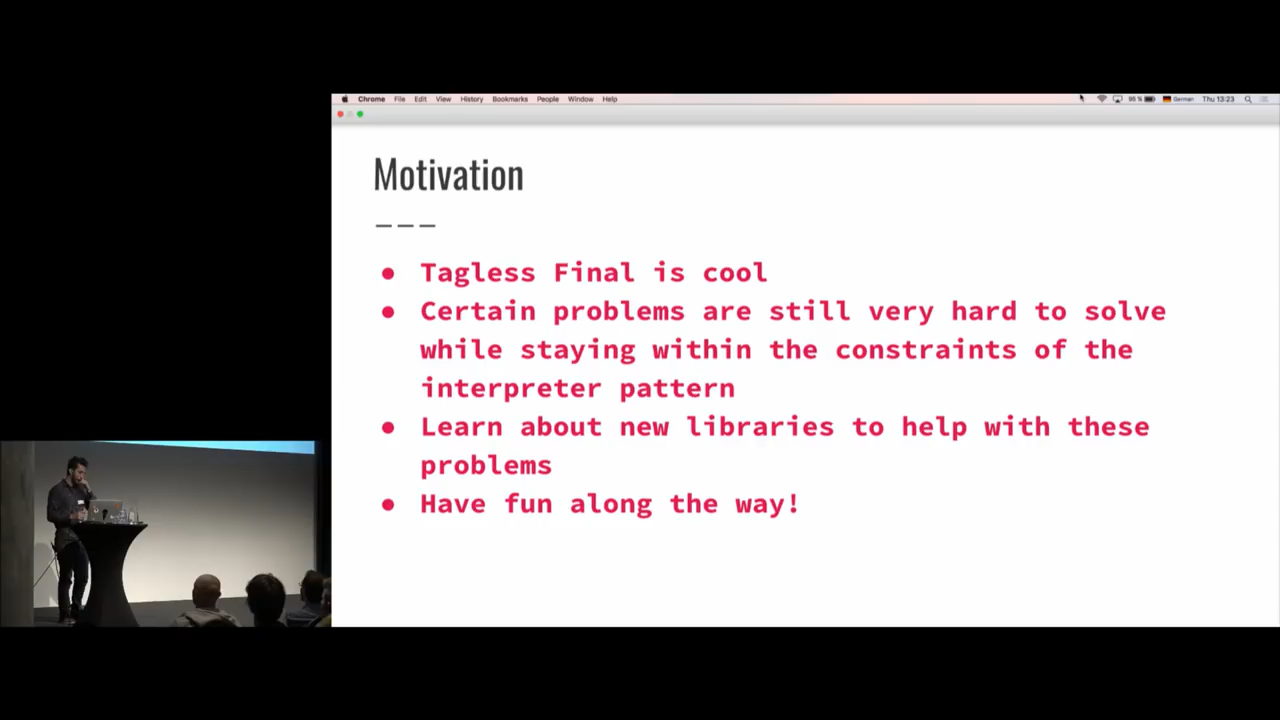 Chrome File Edit View History Bookmarks People Window Help 95 % German Thu 13:23
Motivation
---
● Tagless Final is cool
● Certain problems are still very hard to solve
while staying within the constraints of the
interpreter pattern
● Learn about new libraries to help with these
problems
● Have fun along the way!